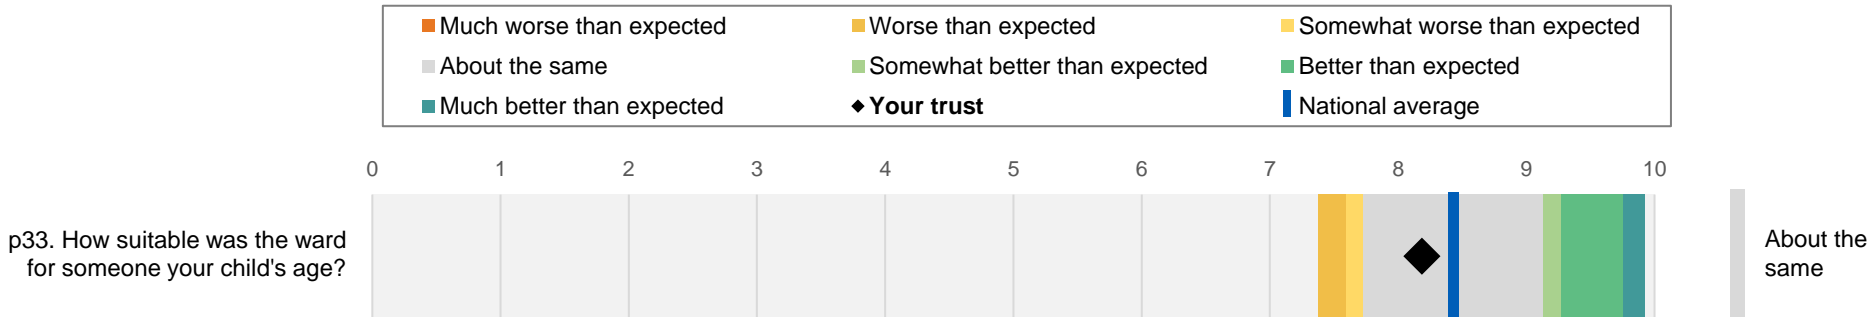 Much worse than expected
Worse than expected
Somewhat worse than expected
About the same
Somewhat better than expected
Better than expected
Much better than expected
Your trust
National average
0 1 2 3 4 5 6 7 8 9 10
p33. How suitable was the ward
for someone your child's age?
About the
same